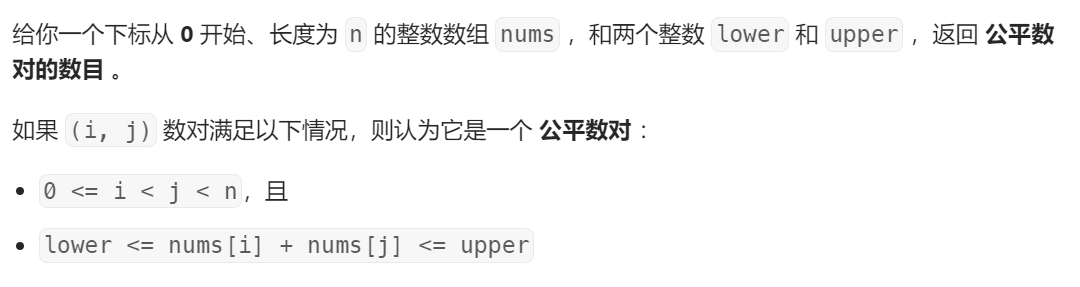 给你一个下标从 0 开始、长度为 n 的整数数组 nums ，和两个整数 lower 和 upper ，返回 公平数
对的数目 。
如果 (i, j) 数对满足以下情况，则认为它是一个 公平数对 ：
• 0 <= i < j < n，且
• lower <= nums[i] + nums[j] <= upper